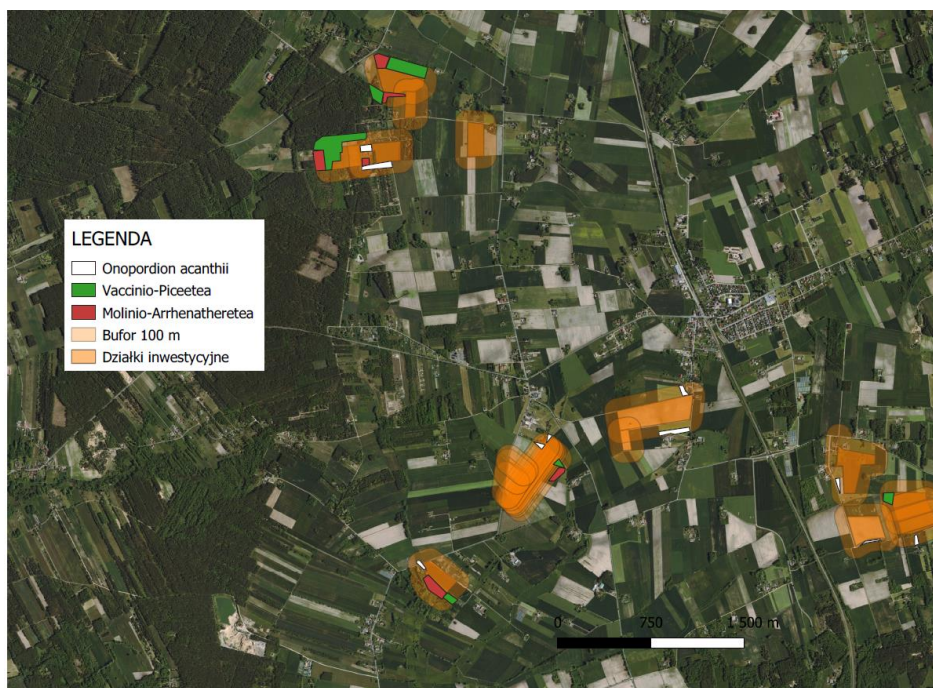 LEGENDA
Onopordion acanthii
Vaccinio-Piceetea
Molinio-Arrhenatheretea
Bufor 100 m
Działki inwestycyjne
0 750 1 500 m